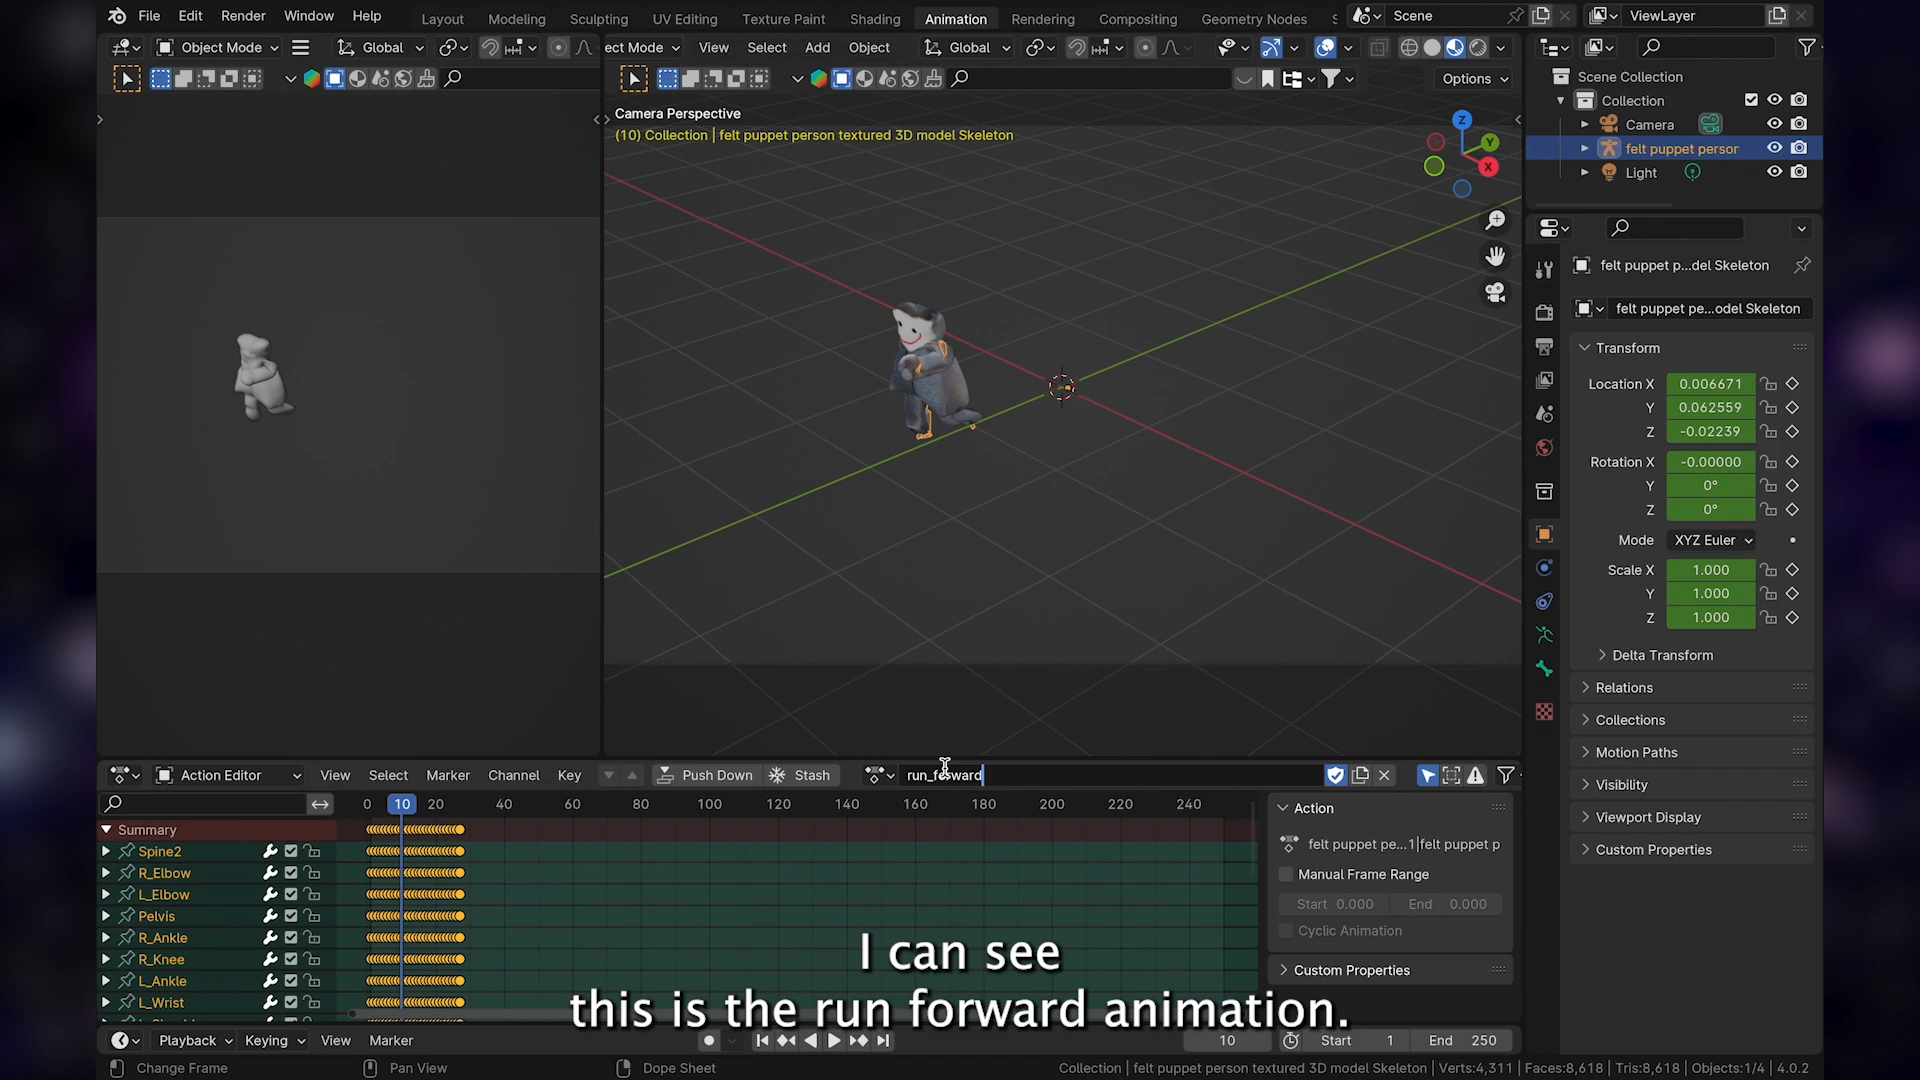 File Edit Render Window Help Layout Modeling Sculpting UV Editing Texture Paint Shading Animation Rendering Compositing Geometry Nodes Scene ViewLayer
Object Mode Global ect Mode View Select Add Object Global
Options
Camera Perspective
(10) Collection | felt puppet person textured 3D model Skeleton
Z
Y
X
Scene Collection
Collection
Camera
felt puppet persor
Light
felt puppet p...del Skeleton
felt puppet pe...odel Skeleton
Transform
Location X 0.006671
Y 0.062559
Z -0.02239
Rotation X -0.00000
Y 0°
Z 0°
Mode XYZ Euler
Scale X 1.000
Y 1.000
Z 1.000
Delta Transform
Relations
Collections
Motion Paths
Visibility
Viewport Display
Custom Properties
Action Editor View Select Marker Channel Key Push Down Stash run_forward
0 10 20 40 60 80 100 120 140 160 180 200 220 240
Summary
Spine2
R_Elbow
L_Elbow
Pelvis
R_Ankle
R_Knee
L_Ankle
L_Wrist
Action
felt puppet pe...1|felt puppet p
Manual Frame Range
Start 0.000 End 0.000
Cyclic Animation
Custom Properties
I can see
this is the run forward animation.
Playback Keying View Marker 10 Start 1 End 250
Change Frame Pan View Dope Sheet Collection | felt puppet person textured 3D model Skeleton | Verts:4,311 | Faces:8,618 | Tris:8,618 | Objects:1/4 | 4.0.2